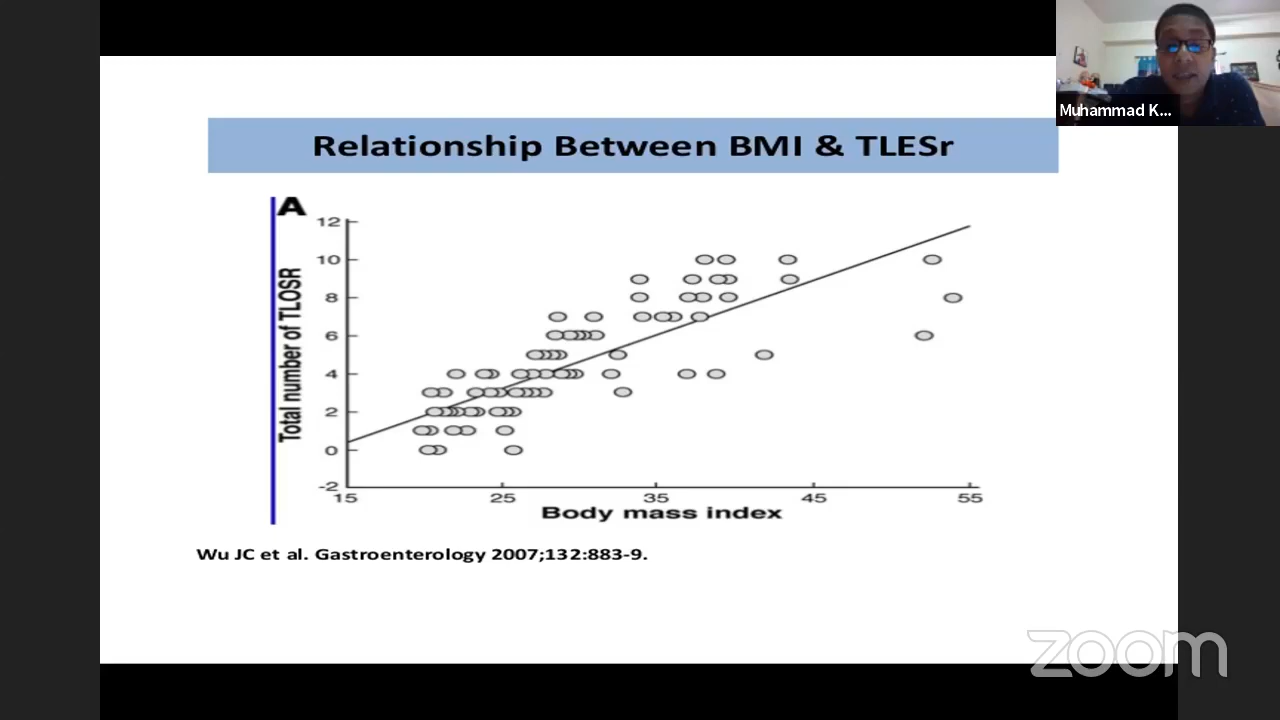 Muhammad K...
Relationship Between BMI & TLESr
A
Total number of TLOSR
12
10
8
6
4
2
0
-2
15 25 35 45 55
Body mass index
Wu JC et al. Gastroenterology 2007;132:883-9.
zoom